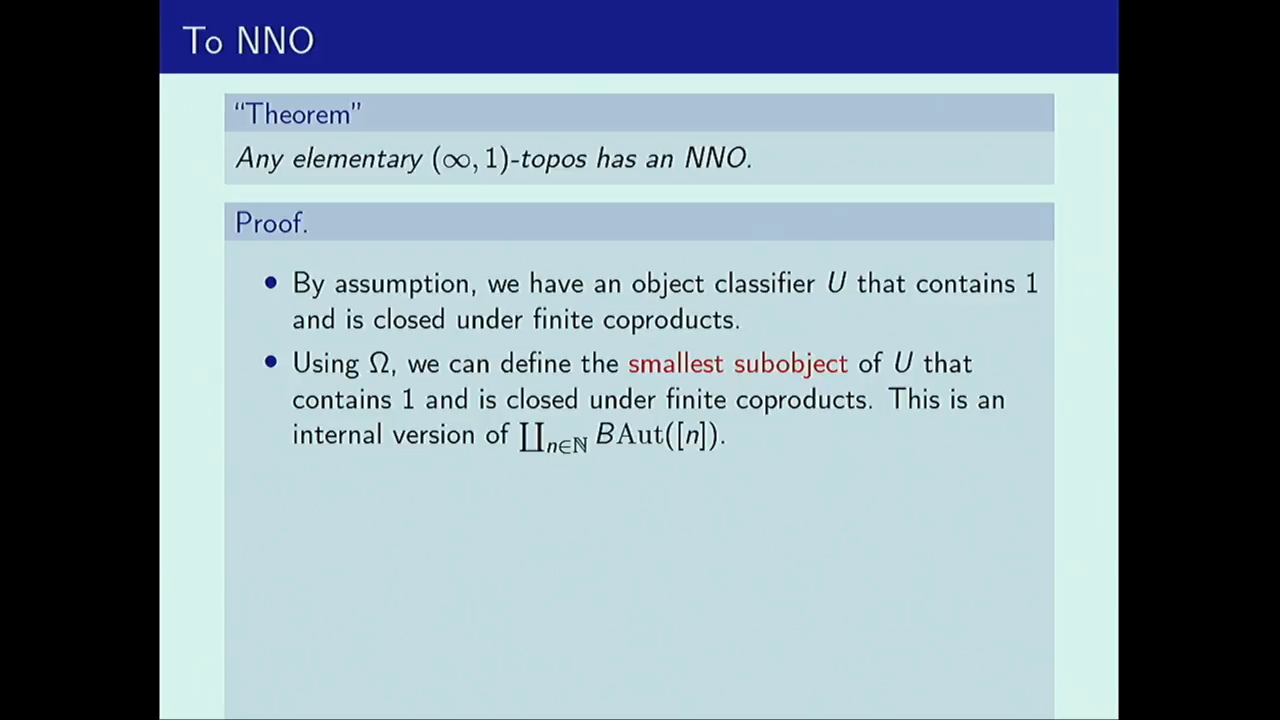 To NNO
“Theorem”
Any elementary (∞, 1)-topos has an NNO.
Proof.
• By assumption, we have an object classifier U that contains 1
and is closed under finite coproducts.
• Using Ω, we can define the smallest subobject of U that
contains 1 and is closed under finite coproducts. This is an
internal version of ∐n∈ℕ BAut([n]).